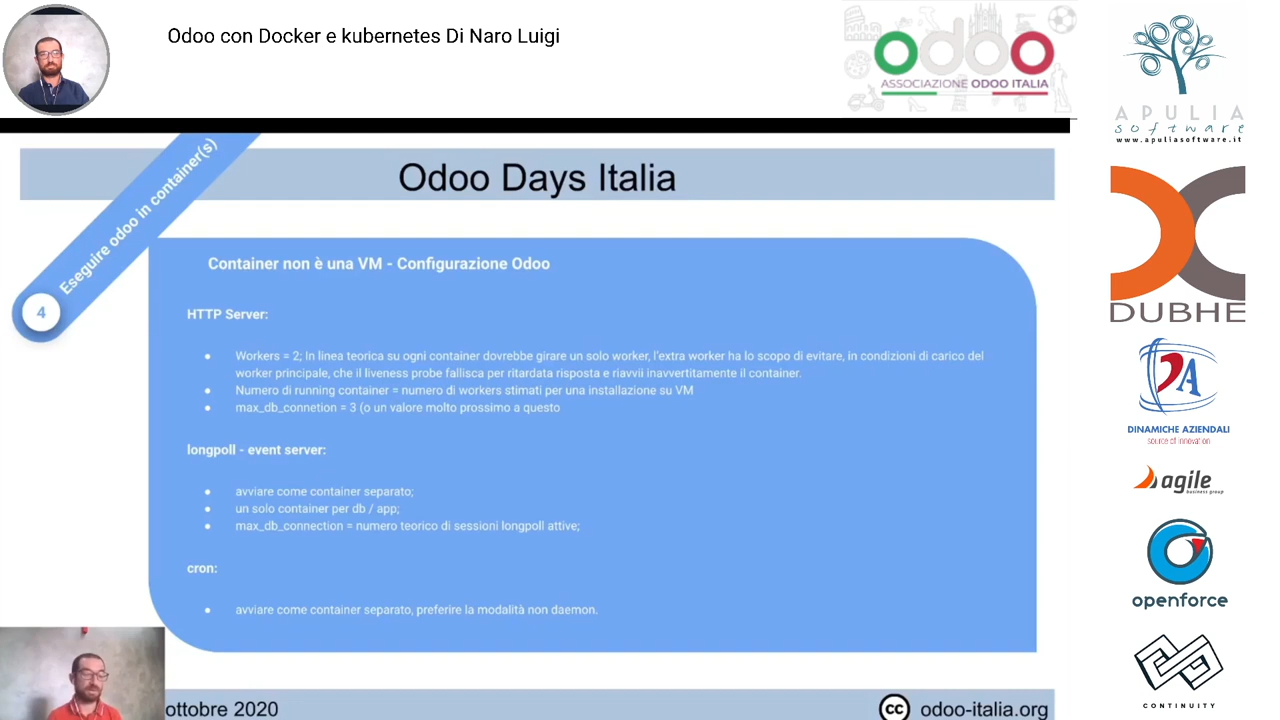 Odoo con Docker e kubernetes Di Naro Luigi
odoo
ASSOCIAZIONE ODOO ITALIA
APULIA
software
www.apuliasoftware.it
Odoo Days Italia
Eseguire odoo in container(s)
4
Container non è una VM - Configurazione Odoo
HTTP Server:
● Workers = 2; In linea teorica su ogni container dovrebbe girare un solo worker, l'extra worker ha lo scopo di evitare, in condizioni di carico del
worker principale, che il liveness probe fallisca per ritardata risposta e riavvii inavvertitamente il container.
● Numero di running container = numero di workers stimati per una installazione su VM
● max_db_connetion = 3 (o un valore molto prossimo a questo
longpoll - event server:
● avviare come container separato;
● un solo container per db / app;
● max_db_connection = numero teorico di sessioni longpoll attive;
cron:
● avviare come container separato, preferire la modalità non daemon.
ottobre 2020
cc odoo-italia.org
DUBHE
DA
DINAMICHE AZIENDALI
source of innovation
agile
business group
openforce
CONTINUITY